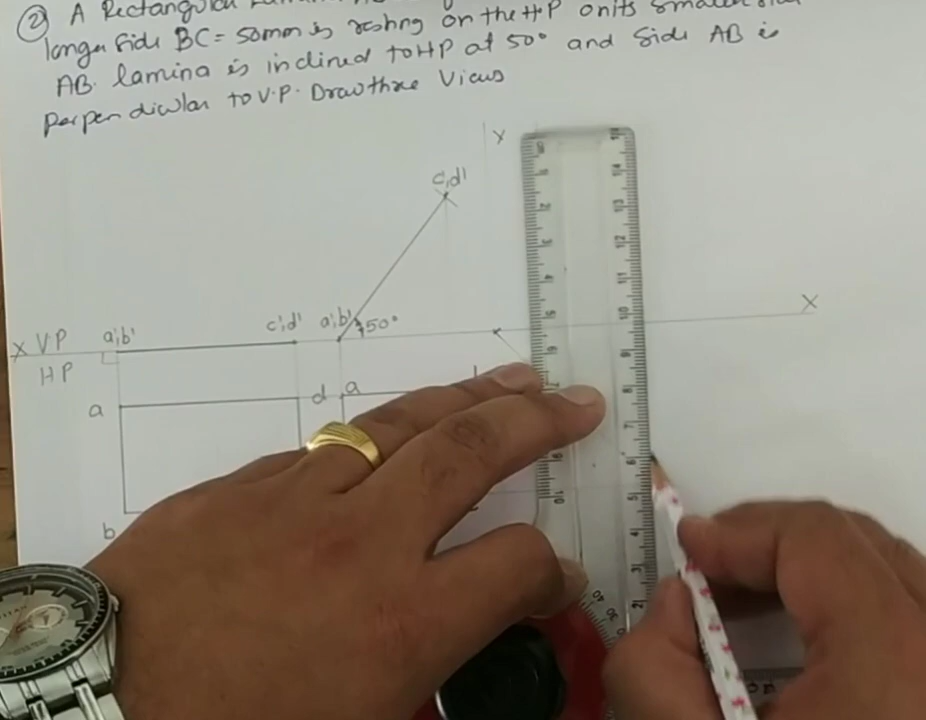 ② A Rectangular
longer side BC = 50mm is resting on the H.P on its smaller side
AB. lamina is inclined to HP at 50° and side AB is
perpendicular to V.P. Draw three Views
Y
c'd'
X VP a'b' c'd' a'b' 50° X
HP
a d a
b